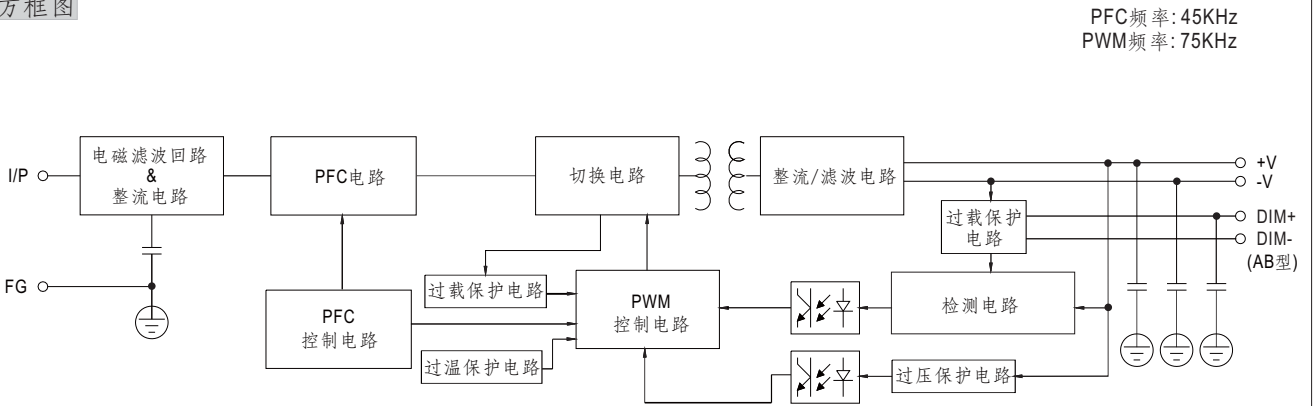 方框图
PFC频率: 45KHz
PWM频率: 75KHz
I/P
电磁滤波回路
&
整流电路
PFC电路
切换电路
整流/滤波电路
+V
-V
过载保护
电路
DIM+
DIM-
(AB型)
FG
PFC
控制电路
过载保护电路
过温保护电路
PWM
控制电路
检测电路
过压保护电路